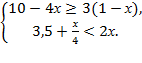 10 − 4x ≥ 3(1 − x),
3,5 + x/4 < 2x.